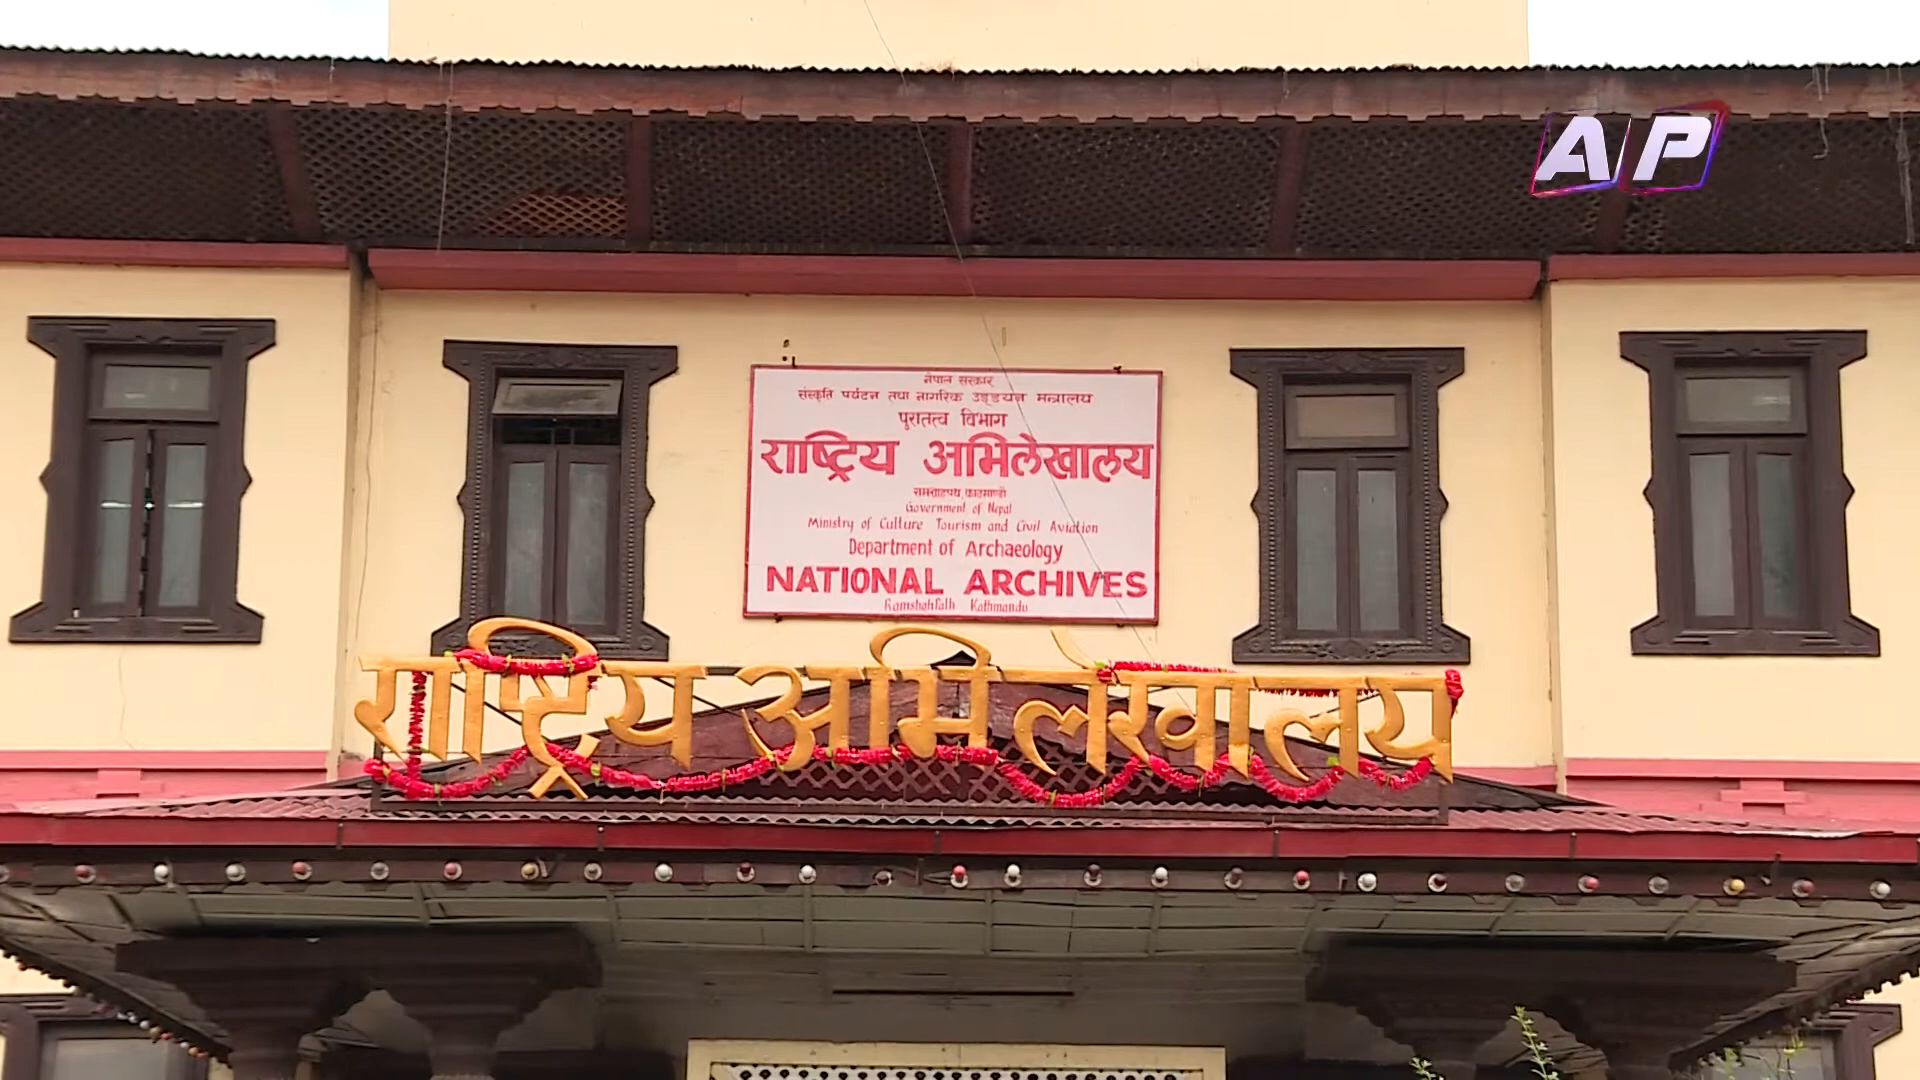 AP
नेपाल सरकार
संस्कृति पर्यटन तथा नागरिक उड्डयन मन्त्रालय
पुरातत्व विभाग
राष्ट्रिय अभिलेखालय
रामशाहपथ, काठमाण्डौ
Government of Nepal
Ministry of Culture Tourism and Civil Aviation
Department of Archaeology
NATIONAL ARCHIVES
RamshahPath Kathmandu
राष्ट्रिय अभिलेखालय